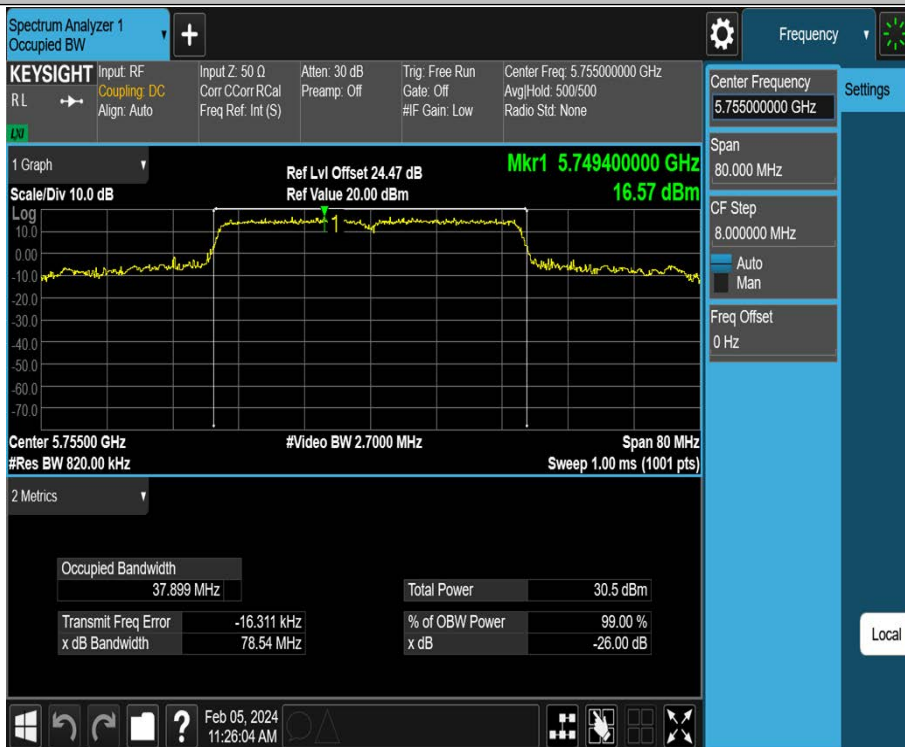 Spectrum Analyzer 1
Occupied BW
+
Frequency
KEYSIGHT
R L
LXI
Input: RF
Coupling: DC
Align: Auto
Input Z: 50 Ω
Corr CCorr RCal
Freq Ref: Int (S)
Atten: 30 dB
Preamp: Off
Trig: Free Run
Gate: Off
#IF Gain: Low
Center Freq: 5.755000000 GHz
Avg|Hold: 500/500
Radio Std: None
Center Frequency
5.755000000 GHz
Settings
Span
80.000 MHz
CF Step
8.000000 MHz
Auto
Man
Freq Offset
0 Hz
Local
1 Graph
Scale/Div 10.0 dB
Ref Lvl Offset 24.47 dB
Ref Value 20.00 dBm
Mkr1 5.749400000 GHz
16.57 dBm
Log
10.0
0.00
-10.0
-20.0
-30.0
-40.0
-50.0
-60.0
-70.0
1
Center 5.75500 GHz
#Res BW 820.00 kHz
#Video BW 2.7000 MHz
Span 80 MHz
Sweep 1.00 ms (1001 pts)
2 Metrics
Occupied Bandwidth
37.899 MHz
Total Power 30.5 dBm
Transmit Freq Error -16.311 kHz
% of OBW Power 99.00 %
x dB Bandwidth 78.54 MHz
x dB -26.00 dB
?
Feb 05, 2024
11:26:04 AM